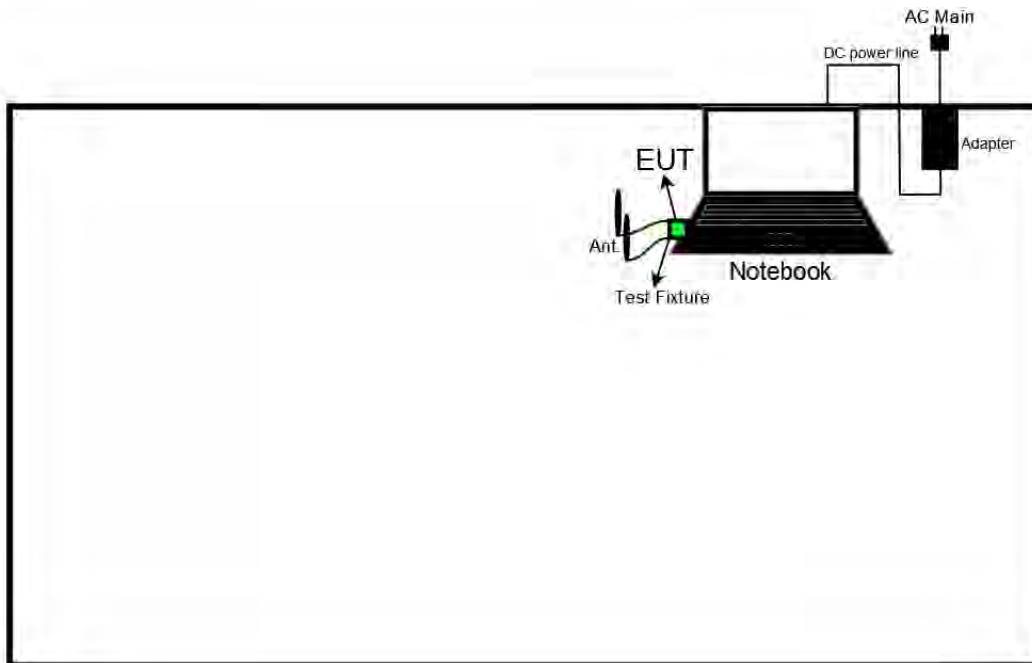 AC Main
DC power line
Adapter
EUT
Ant.
Notebook
Test Fixture